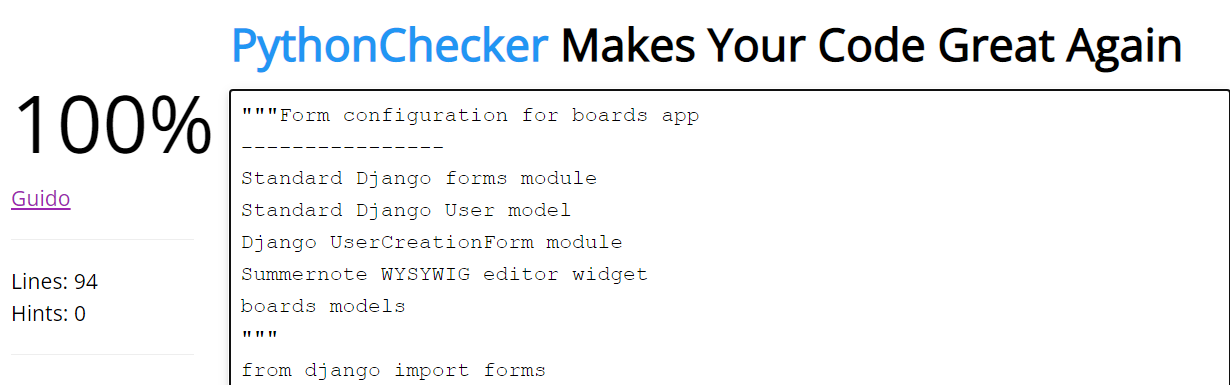 PythonChecker Makes Your Code Great Again
100%
Guido
Lines: 94
Hints: 0
"""Form configuration for boards app
----------------
Standard Django forms module
Standard Django User model
Django UserCreationForm module
Summernote WYSYWIG editor widget
boards models
"""
from django import forms